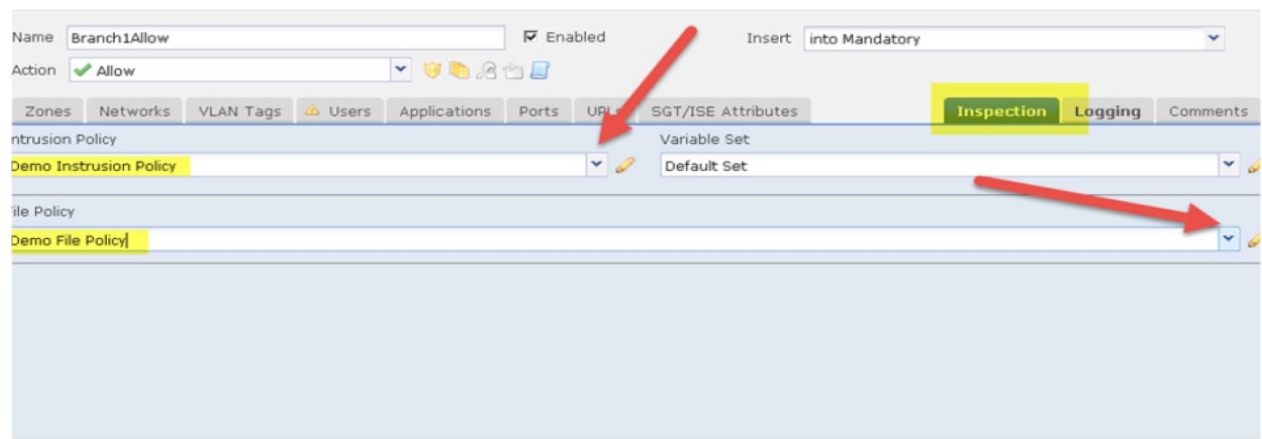 Name Branch1Allow Enabled Insert into Mandatory
Action Allow
Zones Networks VLAN Tags Users Applications Ports URLs SGT/ISE Attributes Inspection Logging Comments
ntrusion Policy Variable Set
Demo Instrusion Policy Default Set
ile Policy
Demo File Policy